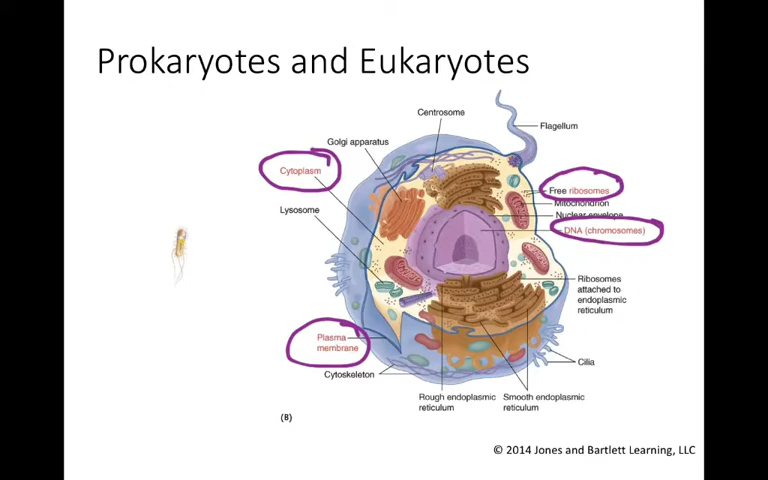 Prokaryotes and Eukaryotes
Centrosome
Flagellum
Golgi apparatus
Cytoplasm
Free ribosomes
Mitochondrion
Lysosome
Nuclear envelope
DNA (chromosomes)
Ribosomes
attached to
endoplasmic
reticulum
Plasma
membrane
Cilia
Cytoskeleton
Rough endoplasmic
reticulum
Smooth endoplasmic
reticulum
(B)
© 2014 Jones and Bartlett Learning, LLC